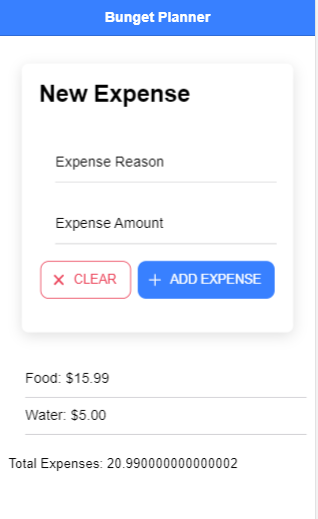 Bunget Planner
New Expense
Expense Reason
Expense Amount
CLEAR
ADD EXPENSE
Food: $15.99
Water: $5.00
Total Expenses: 20.990000000000002